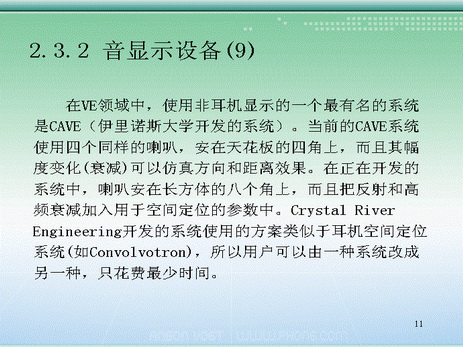 2.3.2 音显示设备(9)
在VE领域中，使用非耳机显示的一个最有名的系统
是CAVE（伊里诺斯大学开发的系统）。当前的CAVE系统
使用四个同样的喇叭，安在天花板的四角上，而且其幅
度变化(衰减)可以仿真方向和距离效果。在正在开发的
系统中，喇叭安在长方体的八个角上，而且把反射和高
频衰减加入用于空间定位的参数中。Crystal River
Engineering开发的系统使用的方案类似于耳机空间定位
系统(如Convolvotron)，所以用户可以由一种系统改成
另一种，只花费最少时间。
11